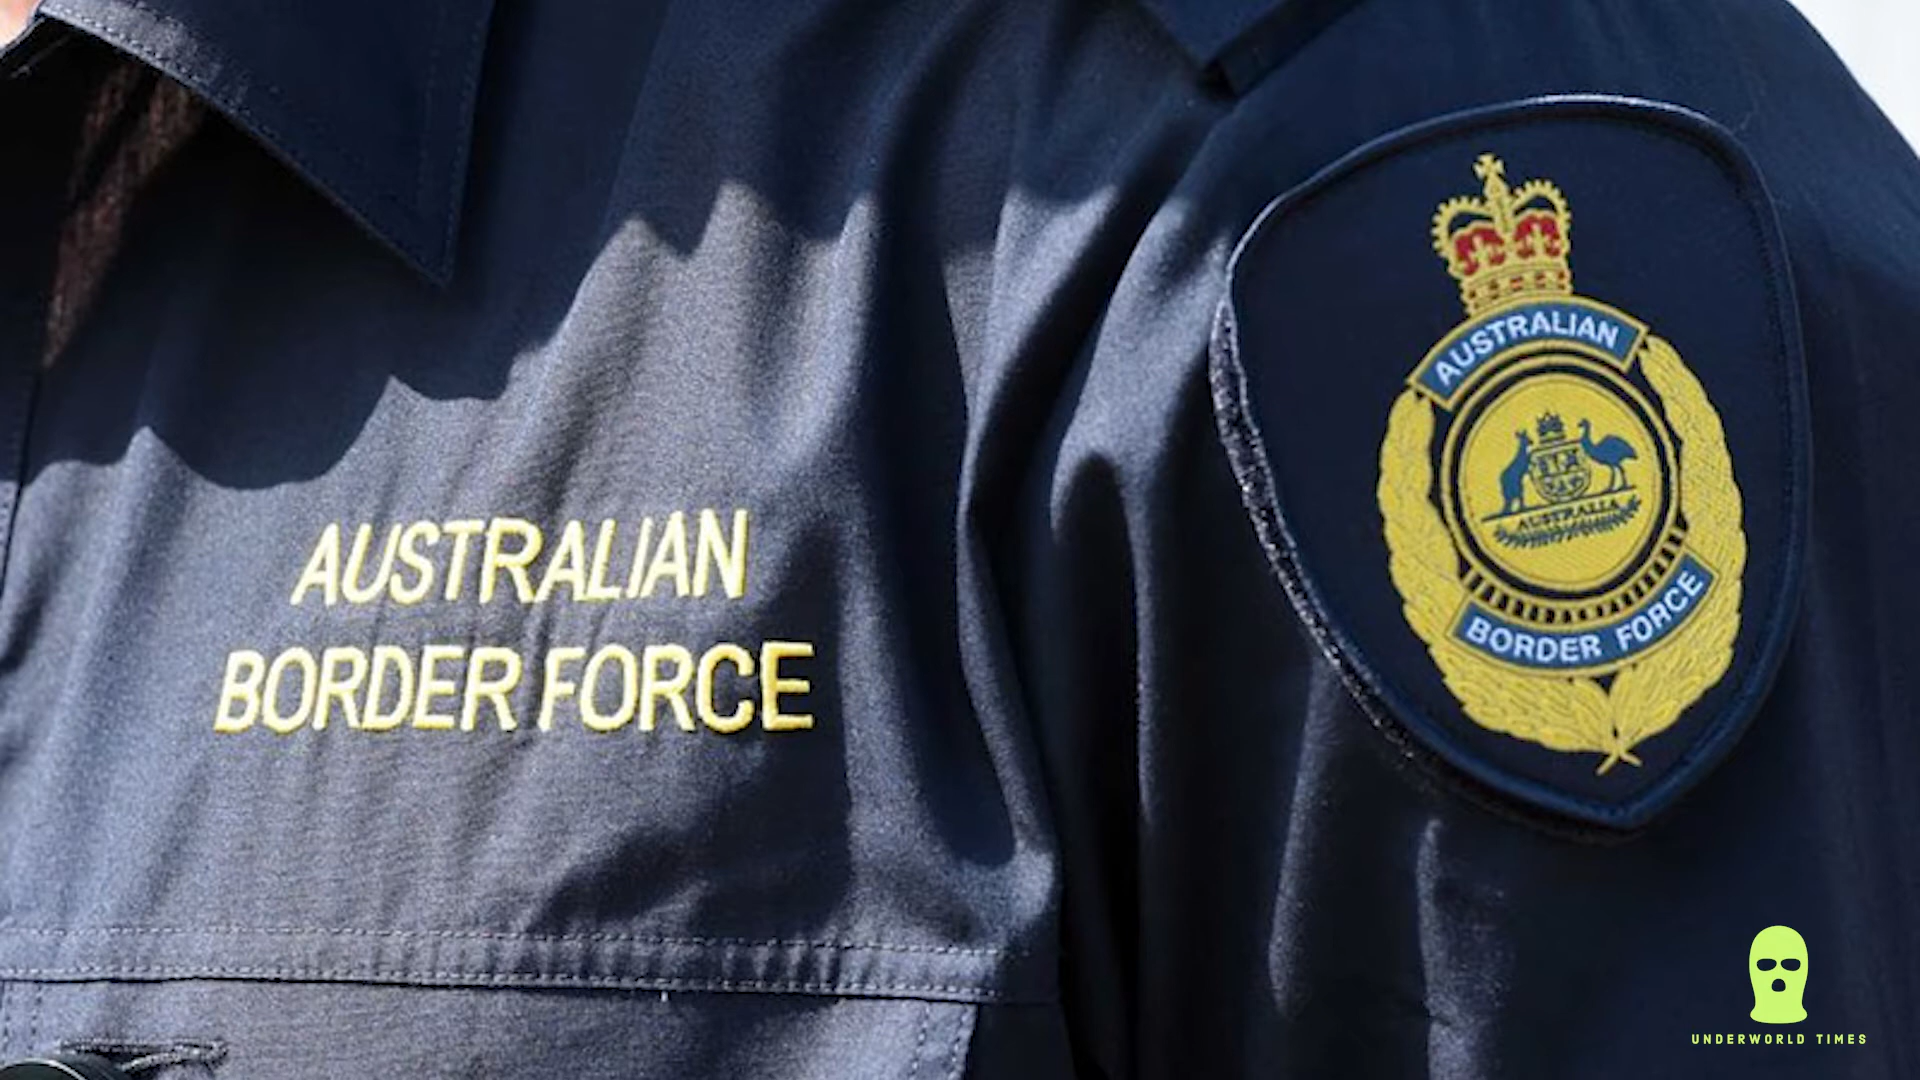 AUSTRALIAN
BORDER FORCE
AUSTRALIAN
AUSTRALIA
BORDER FORCE
UNDERWORLD TIMES